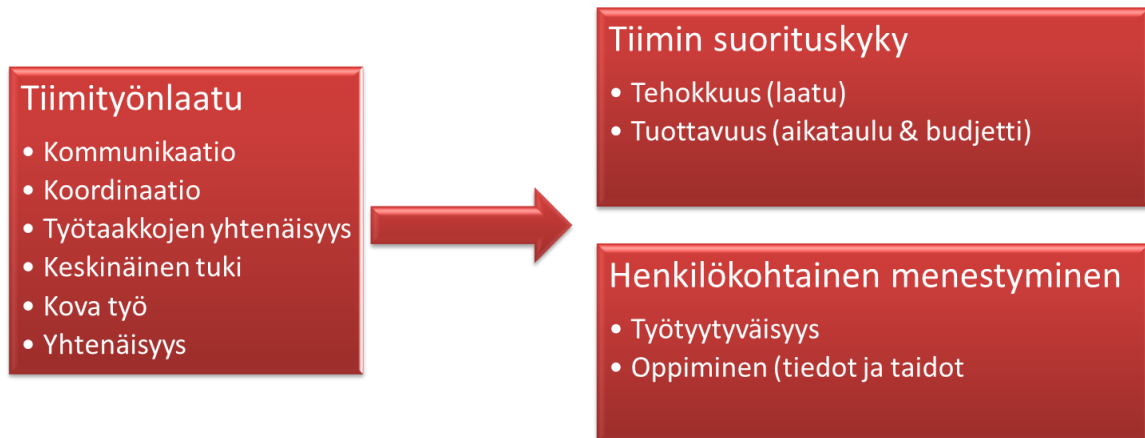 Tiimityönlaatu
• Kommunikaatio
• Koordinaatio
• Työtaakkojen yhtenäisyys
• Keskinäinen tuki
• Kova työ
• Yhtenäisyys
Tiimin suorituskyky
• Tehokkuus (laatu)
• Tuottavuus (aikataulu & budjetti)
Henkilökohtainen menestyminen
• Työtyytyväisyys
• Oppiminen (tiedot ja taidot